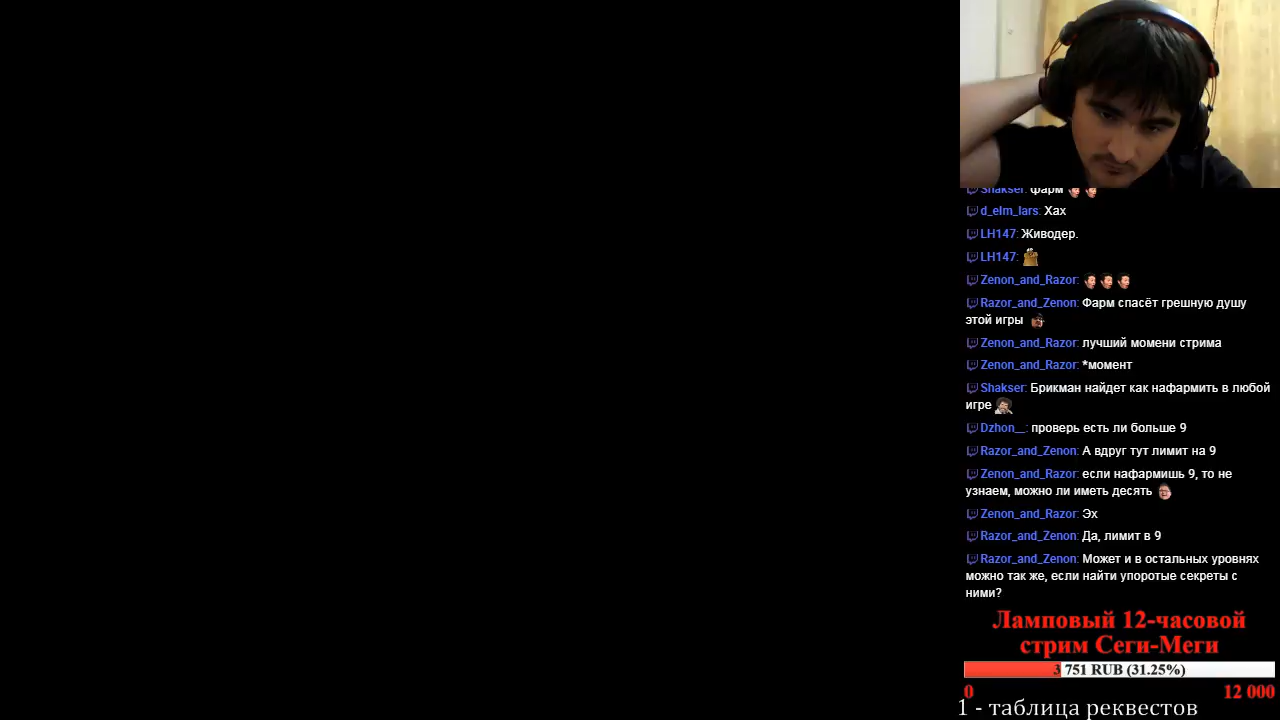 Shakser: фарм
d_elm_lars: Хах
LH147: Живодер.
LH147:
Zenon_and_Razor:
Razor_and_Zenon: Фарм спасёт грешную душу
этой игры
Zenon_and_Razor: лучший момени стрима
Zenon_and_Razor: *момент
Shakser: Брикман найдет как нафармить в любой
игре
Dzhon__: проверь есть ли больше 9
Razor_and_Zenon: А вдруг тут лимит на 9
Zenon_and_Razor: если нафармишь 9, то не
узнаем, можно ли иметь десять
Zenon_and_Razor: Эх
Razor_and_Zenon: Да, лимит в 9
Razor_and_Zenon: Может и в остальных уровнях
можно так же, если найти упоротые секреты с
ними?
Ламповый 12-часовой
стрим Сеги-Меги
3 751 RUB (31.25%)
0 12 000
1 - таблица реквестов